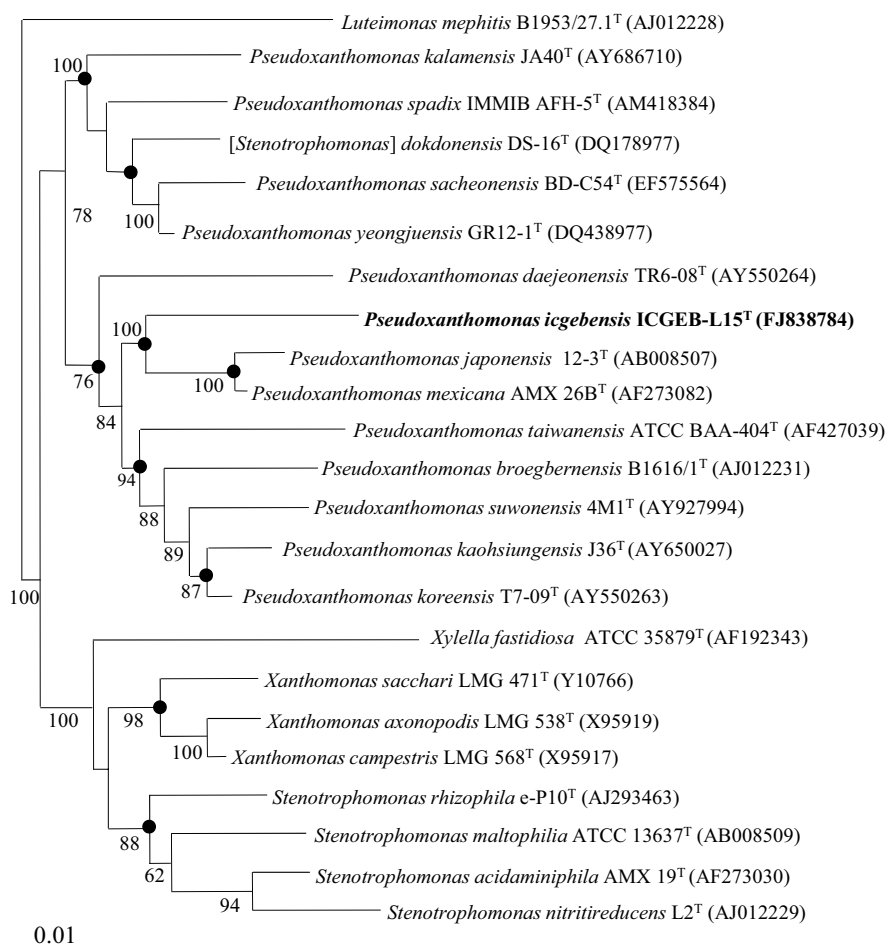 Luteimonas mephitis B1953/27.1ᵀ (AJ012228)
100
Pseudoxanthomonas kalamensis JA40ᵀ (AY686710)
Pseudoxanthomonas spadix IMMIB AFH-5ᵀ (AM418384)
[Stenotrophomonas] dokdonensis DS-16ᵀ (DQ178977)
Pseudoxanthomonas sacheonensis BD-C54ᵀ (EF575564)
78
100
Pseudoxanthomonas yeongjuensis GR12-1ᵀ (DQ438977)
Pseudoxanthomonas daejeonensis TR6-08ᵀ (AY550264)
Pseudoxanthomonas icgebensis ICGEB-L15ᵀ (FJ838784)
100
Pseudoxanthomonas japonensis 12-3ᵀ (AB008507)
76
100
Pseudoxanthomonas mexicana AMX 26Bᵀ (AF273082)
84
Pseudoxanthomonas taiwanensis ATCC BAA-404ᵀ (AF427039)
Pseudoxanthomonas broegbernensis B1616/1ᵀ (AJ012231)
94
Pseudoxanthomonas suwonensis 4M1ᵀ (AY927994)
88
Pseudoxanthomonas kaohsiungensis J36ᵀ (AY650027)
89
87
Pseudoxanthomonas koreensis T7-09ᵀ (AY550263)
100
Xylella fastidiosa ATCC 35879ᵀ (AF192343)
Xanthomonas sacchari LMG 471ᵀ (Y10766)
100
98
Xanthomonas axonopodis LMG 538ᵀ (X95919)
100
Xanthomonas campestris LMG 568ᵀ (X95917)
Stenotrophomonas rhizophila e-P10ᵀ (AJ293463)
88
Stenotrophomonas maltophilia ATCC 13637ᵀ (AB008509)
62
Stenotrophomonas acidaminiphila AMX 19ᵀ (AF273030)
94
Stenotrophomonas nitritireducens L2ᵀ (AJ012229)
0.01